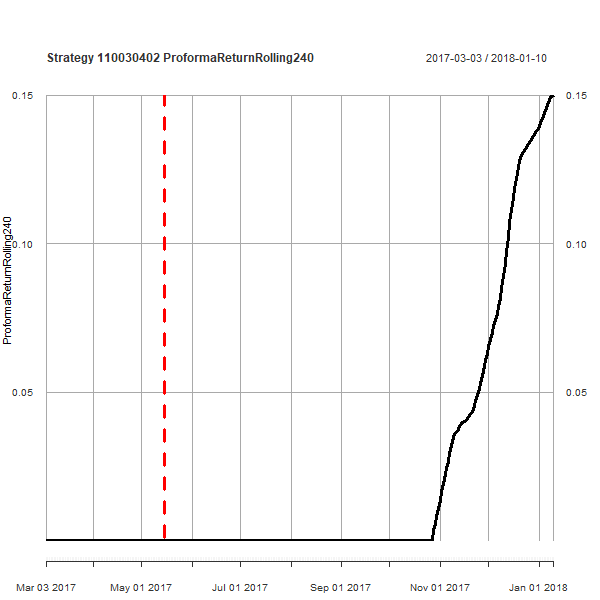 Strategy 110030402 ProformaReturnRolling240
2017-03-03 / 2018-01-10
0.15
0.15
0.10
0.10
0.05
0.05
ProformaReturnRolling240
Mar 03 2017
May 01 2017
Jul 01 2017
Sep 01 2017
Nov 01 2017
Jan 01 2018